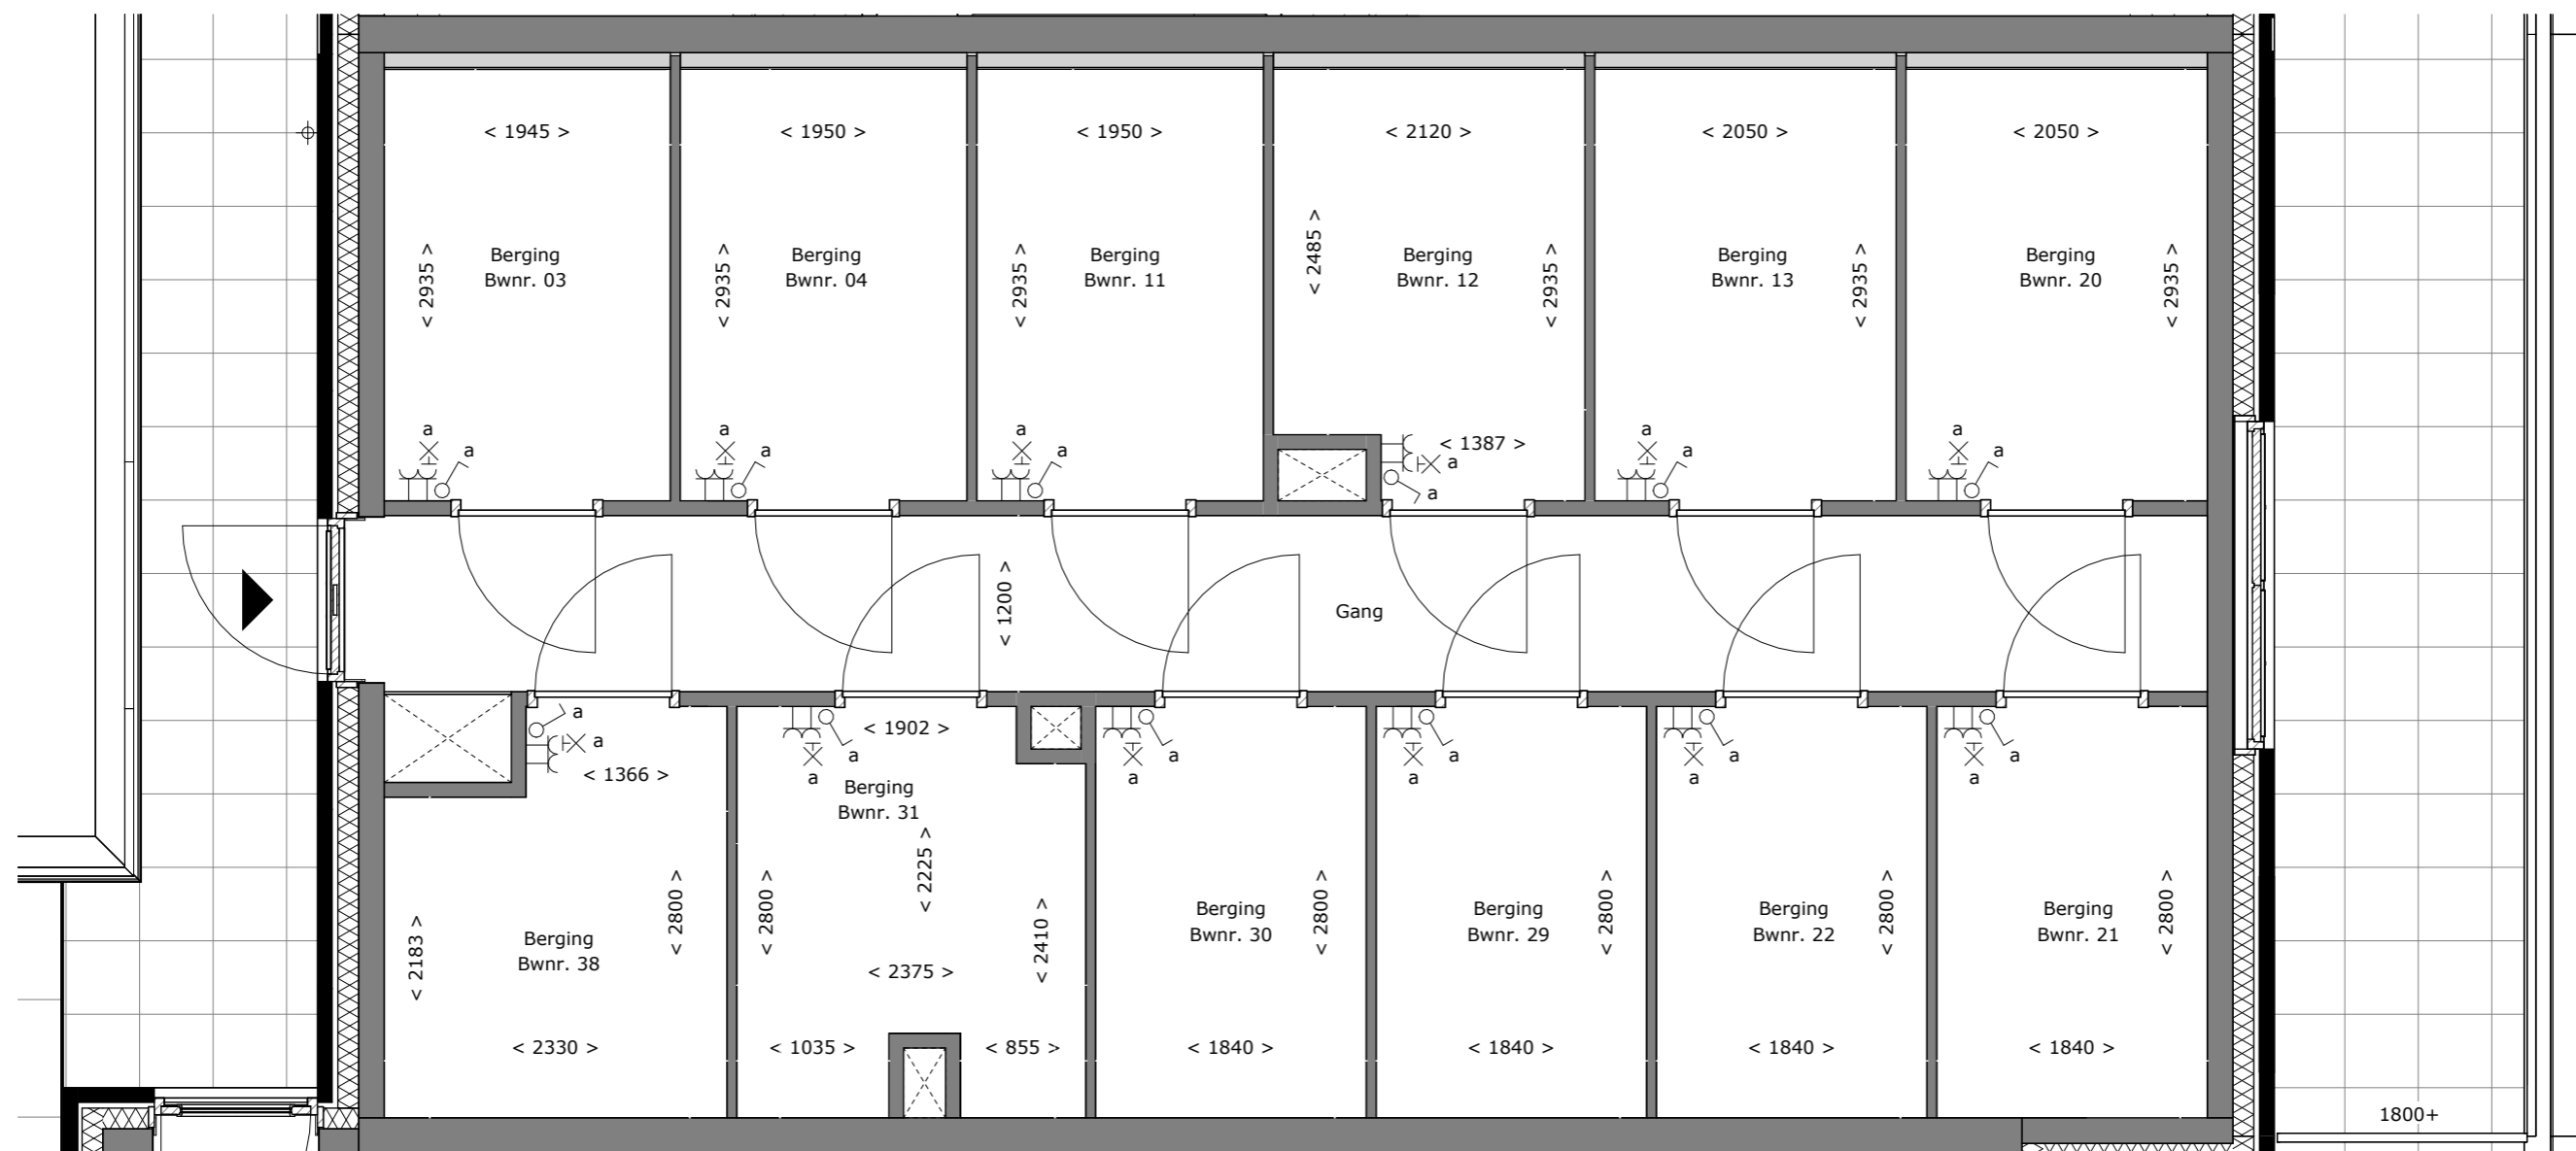 < 1945 >
< 1950 >
< 1950 >
< 2120 >
< 2050 >
< 2050 >
< 2935 >
Berging
Bwnr. 03
< 2935 >
Berging
Bwnr. 04
< 2935 >
Berging
Bwnr. 11
< 2485 >
Berging
Bwnr. 12
< 2935 >
Berging
Bwnr. 13
< 2935 >
Berging
Bwnr. 20
< 2935 >
a
a
a
a
a
a
< 1387 >
a
a
a
a
a
a
< 1200 >
Gang
a
a
< 1366 >
< 1902 >
a
a
Berging
Bwnr. 31
a
a
a
a
a
a
a
a
< 2183 >
Berging
Bwnr. 38
< 2800 >
< 2800 >
< 2225 >
< 2410 >
< 2375 >
Berging
Bwnr. 30
< 2800 >
Berging
Bwnr. 29
< 2800 >
Berging
Bwnr. 22
< 2800 >
Berging
Bwnr. 21
< 2800 >
< 2330 >
< 1035 >
< 855 >
< 1840 >
< 1840 >
< 1840 >
< 1840 >
1800+